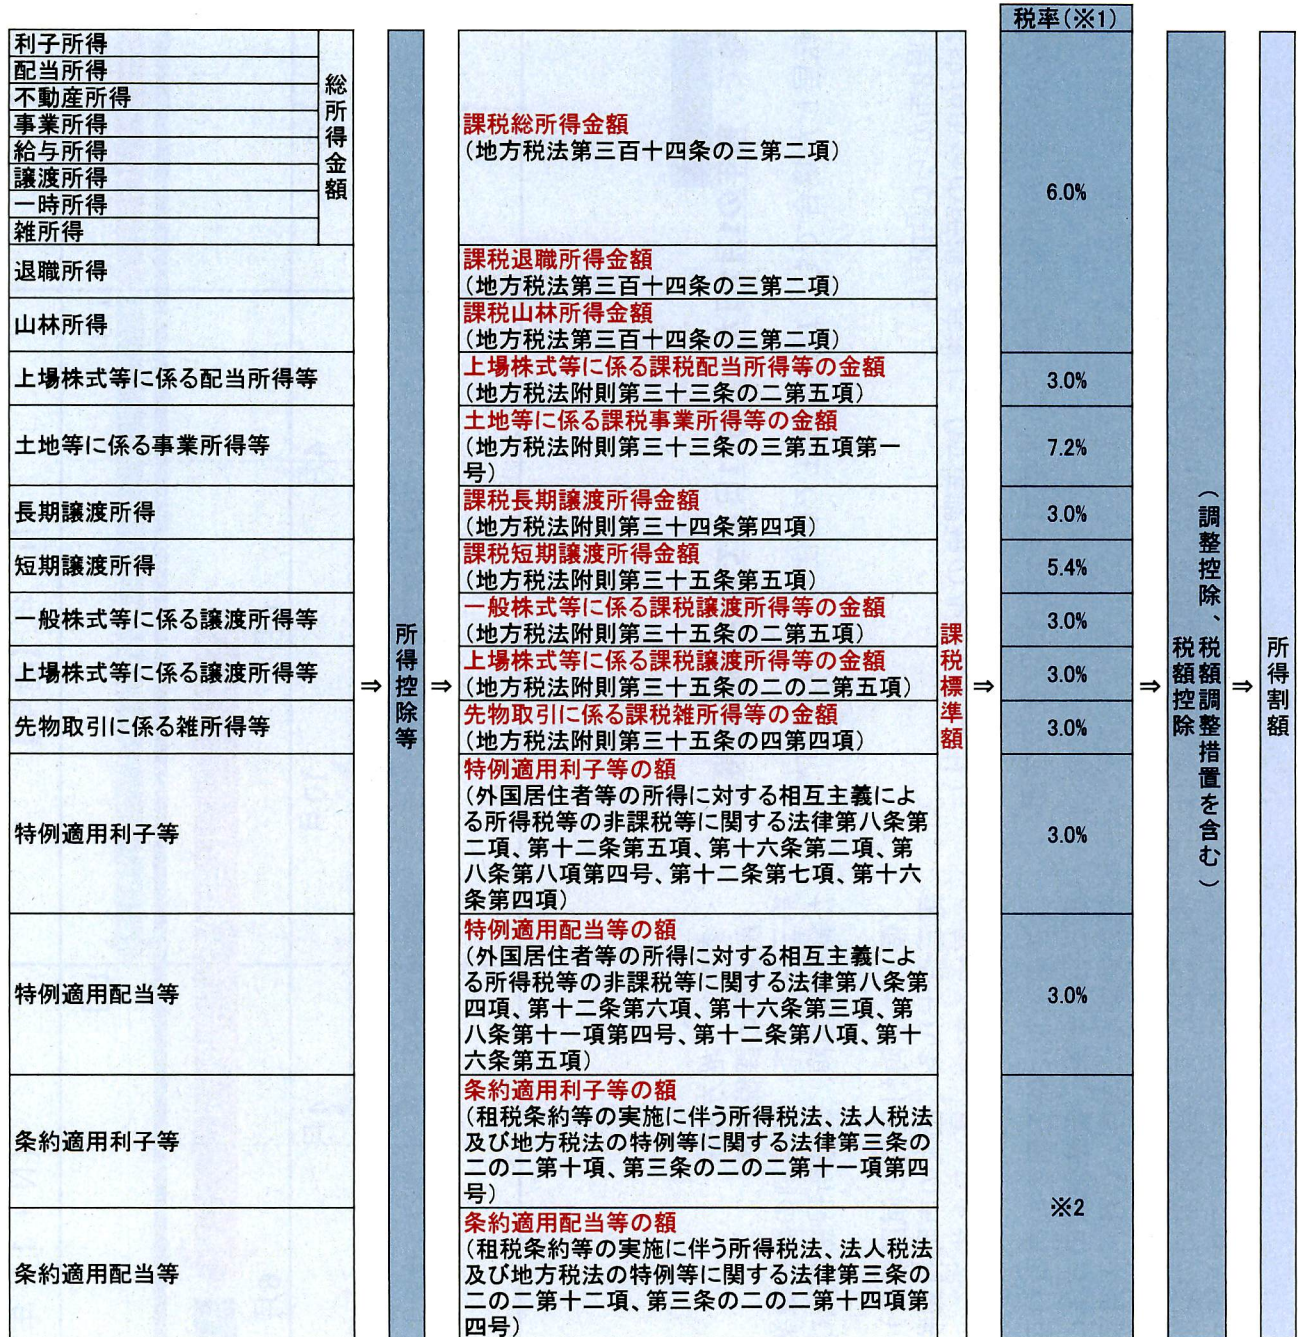 税率(※1)
利子所得
配当所得
不動産所得
事業所得
給与所得
譲渡所得
一時所得
雑所得
総所得金額
退職所得
山林所得
上場株式等に係る配当所得等
土地等に係る事業所得等
長期譲渡所得
短期譲渡所得
一般株式等に係る譲渡所得等
上場株式等に係る譲渡所得等
先物取引に係る雑所得等
特例適用利子等
特例適用配当等
条約適用利子等
条約適用配当等
⇒
所得控除等
⇒
課税総所得金額
(地方税法第三百十四条の三第二項)
課税退職所得金額
(地方税法第三百十四条の三第二項)
課税山林所得金額
(地方税法第三百十四条の三第二項)
上場株式等に係る課税配当所得等の金額
(地方税法附則第三十三条の二第五項)
土地等に係る課税事業所得等の金額
(地方税法附則第三十三条の三第五項第一
号)
課税長期譲渡所得金額
(地方税法附則第三十四条第四項)
課税短期譲渡所得金額
(地方税法附則第三十五条第五項)
一般株式等に係る課税譲渡所得等の金額
(地方税法附則第三十五条の二第五項)
上場株式等に係る課税譲渡所得等の金額
(地方税法附則第三十五条の二の二第五項)
先物取引に係る課税雑所得等の金額
(地方税法附則第三十五条の四第四項)
特例適用利子等の額
(外国居住者等の所得に対する相互主義によ
る所得税等の非課税等に関する法律第八条第
二項、第十二条第五項、第十六条第二項、第
八条第八項第四号、第十二条第七項、第十六
条第四項)
特例適用配当等の額
(外国居住者等の所得に対する相互主義によ
る所得税等の非課税等に関する法律第八条第
四項、第十二条第六項、第十六条第三項、第
八条第十一項第四号、第十二条第八項、第十
六条第五項)
条約適用利子等の額
(租税条約等の実施に伴う所得税法、法人税法
及び地方税法の特例等に関する法律第三条の
二の二第十項、第三条の二の二第十一項第四
号)
条約適用配当等の額
(租税条約等の実施に伴う所得税法、法人税法
及び地方税法の特例等に関する法律第三条の
二の二第十二項、第三条の二の二第十四項第
四号)
課税標準額
⇒
6.0%
3.0%
7.2%
3.0%
5.4%
3.0%
3.0%
3.0%
3.0%
3.0%
※2
⇒
税額控除
(調整控除、税額調整措置を含む)
⇒
所得割額